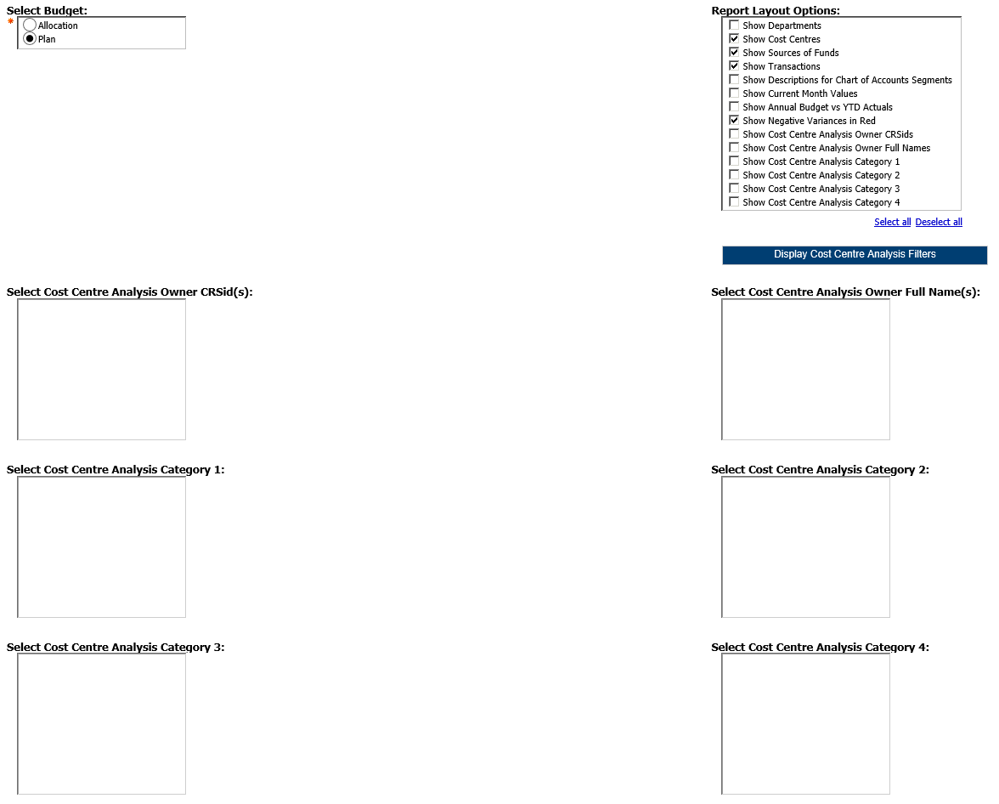 Select Budget:
*
Allocation
Plan
Report Layout Options:
Show Departments
Show Cost Centres
Show Sources of Funds
Show Transactions
Show Descriptions for Chart of Accounts Segments
Show Current Month Values
Show Annual Budget vs YTD Actuals
Show Negative Variances in Red
Show Cost Centre Analysis Owner CRSids
Show Cost Centre Analysis Owner Full Names
Show Cost Centre Analysis Category 1
Show Cost Centre Analysis Category 2
Show Cost Centre Analysis Category 3
Show Cost Centre Analysis Category 4
Select all Deselect all
Display Cost Centre Analysis Filters
Select Cost Centre Analysis Owner CRSid(s):
Select Cost Centre Analysis Owner Full Name(s):
Select Cost Centre Analysis Category 1:
Select Cost Centre Analysis Category 2:
Select Cost Centre Analysis Category 3:
Select Cost Centre Analysis Category 4: